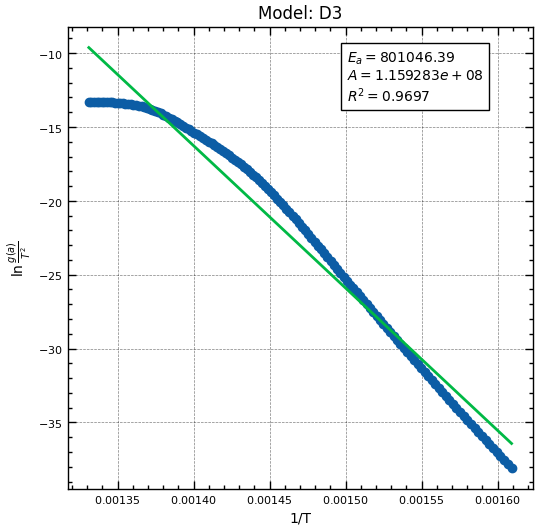 Model: D3
E_a = 801046.39
A = 1.159283e + 08
R^2 = 0.9697
−10
−15
−20
−25
−30
−35
ln g(a)/T^2
0.00135 0.00140 0.00145 0.00150 0.00155 0.00160
1/T